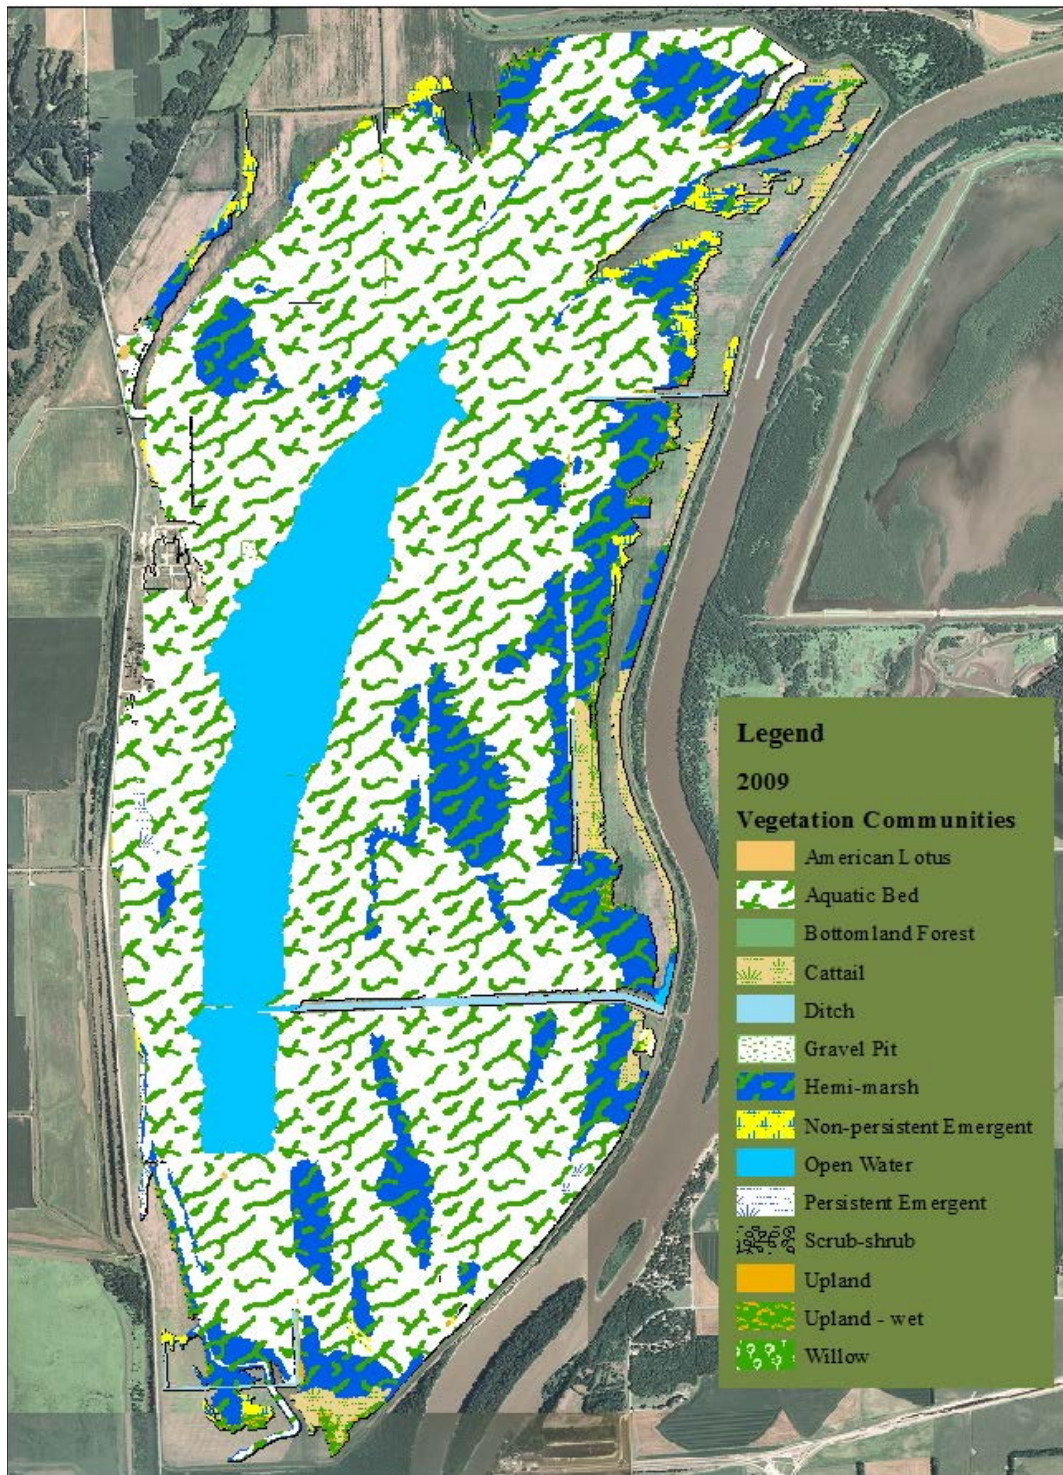 Legend
2009
Vegetation Communities
American Lotus
Aquatic Bed
Bottomland Forest
Cattail
Ditch
Gravel Pit
Hemi-marsh
Non-persistent Emergent
Open Water
Persistent Emergent
Scrub-shrub
Upland
Upland - wet
Willow